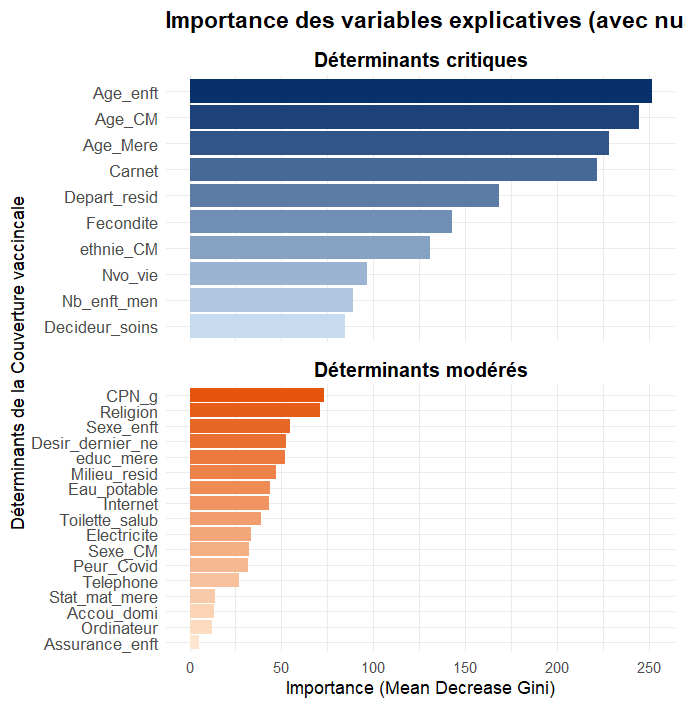 Importance des variables explicatives (avec nu
Déterminants critiques
Age_enft
Age_CM
Age_Mere
Carnet
Depart_resid
Fecondite
ethnie_CM
Nvo_vie
Nb_enft_men
Decideur_soins
Déterminants modérés
CPN_g
Religion
Sexe_enft
Desir_dernier_ne
educ_mere
Milieu_resid
Eau_potable
Internet
Toilette_salub
Electricite
Sexe_CM
Peur_Covid
Telephone
Stat_mat_mere
Accou_domi
Ordinateur
Assurance_enft
0 50 100 150 200 250
Importance (Mean Decrease Gini)
Déterminants de la Couverture vaccincale